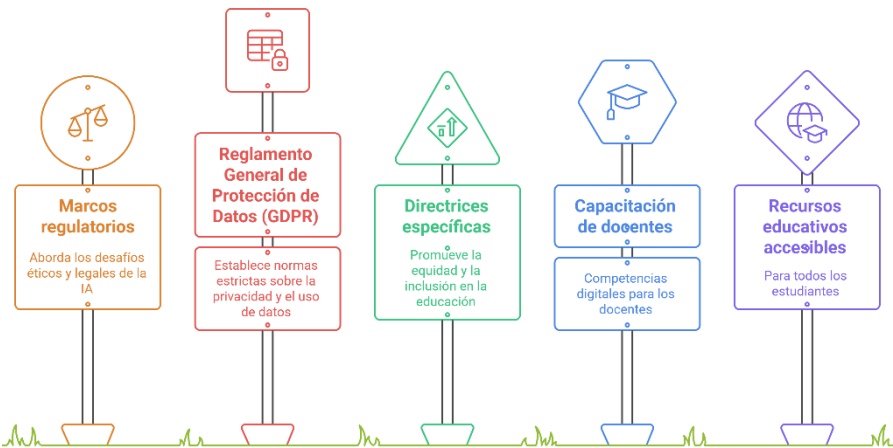 Marcos
regulatorios
Aborda los desafíos
éticos y legales de la
IA
Reglamento
General de
Protección de
Datos (GDPR)
Establece normas
estrictas sobre la
privacidad y el uso
de datos
Directrices
específicas
Promueve la
equidad y la
inclusión en la
educación
Capacitación
de docentes
Competencias
digitales para los
docentes
Recursos
educativos
accesibles
Para todos los
estudiantes